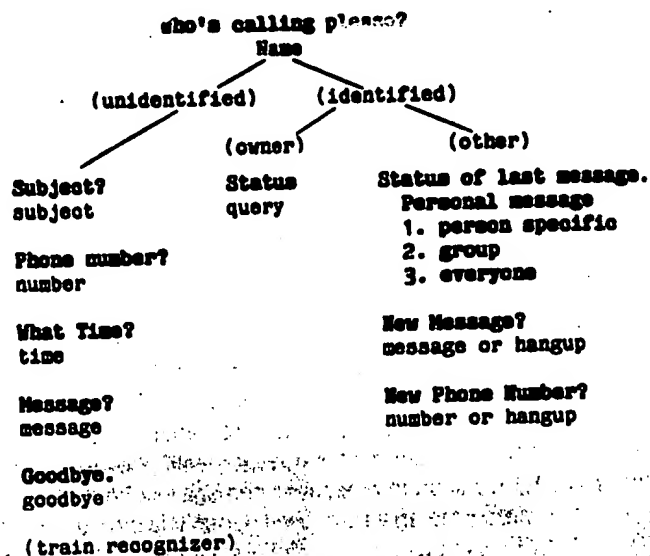 Who's calling please?
Name
(unidentified)
(identified)
(owner)
(other)
Subject?
subject
Phone number?
number
What Time?
time
Message?
message
Goodbye.
goodbye
(train recognizer)
Status
query
Status of last message.
Personal message
1. person specific
2. group
3. everyone
New Message?
message or hangup
New Phone Number?
number or hangup